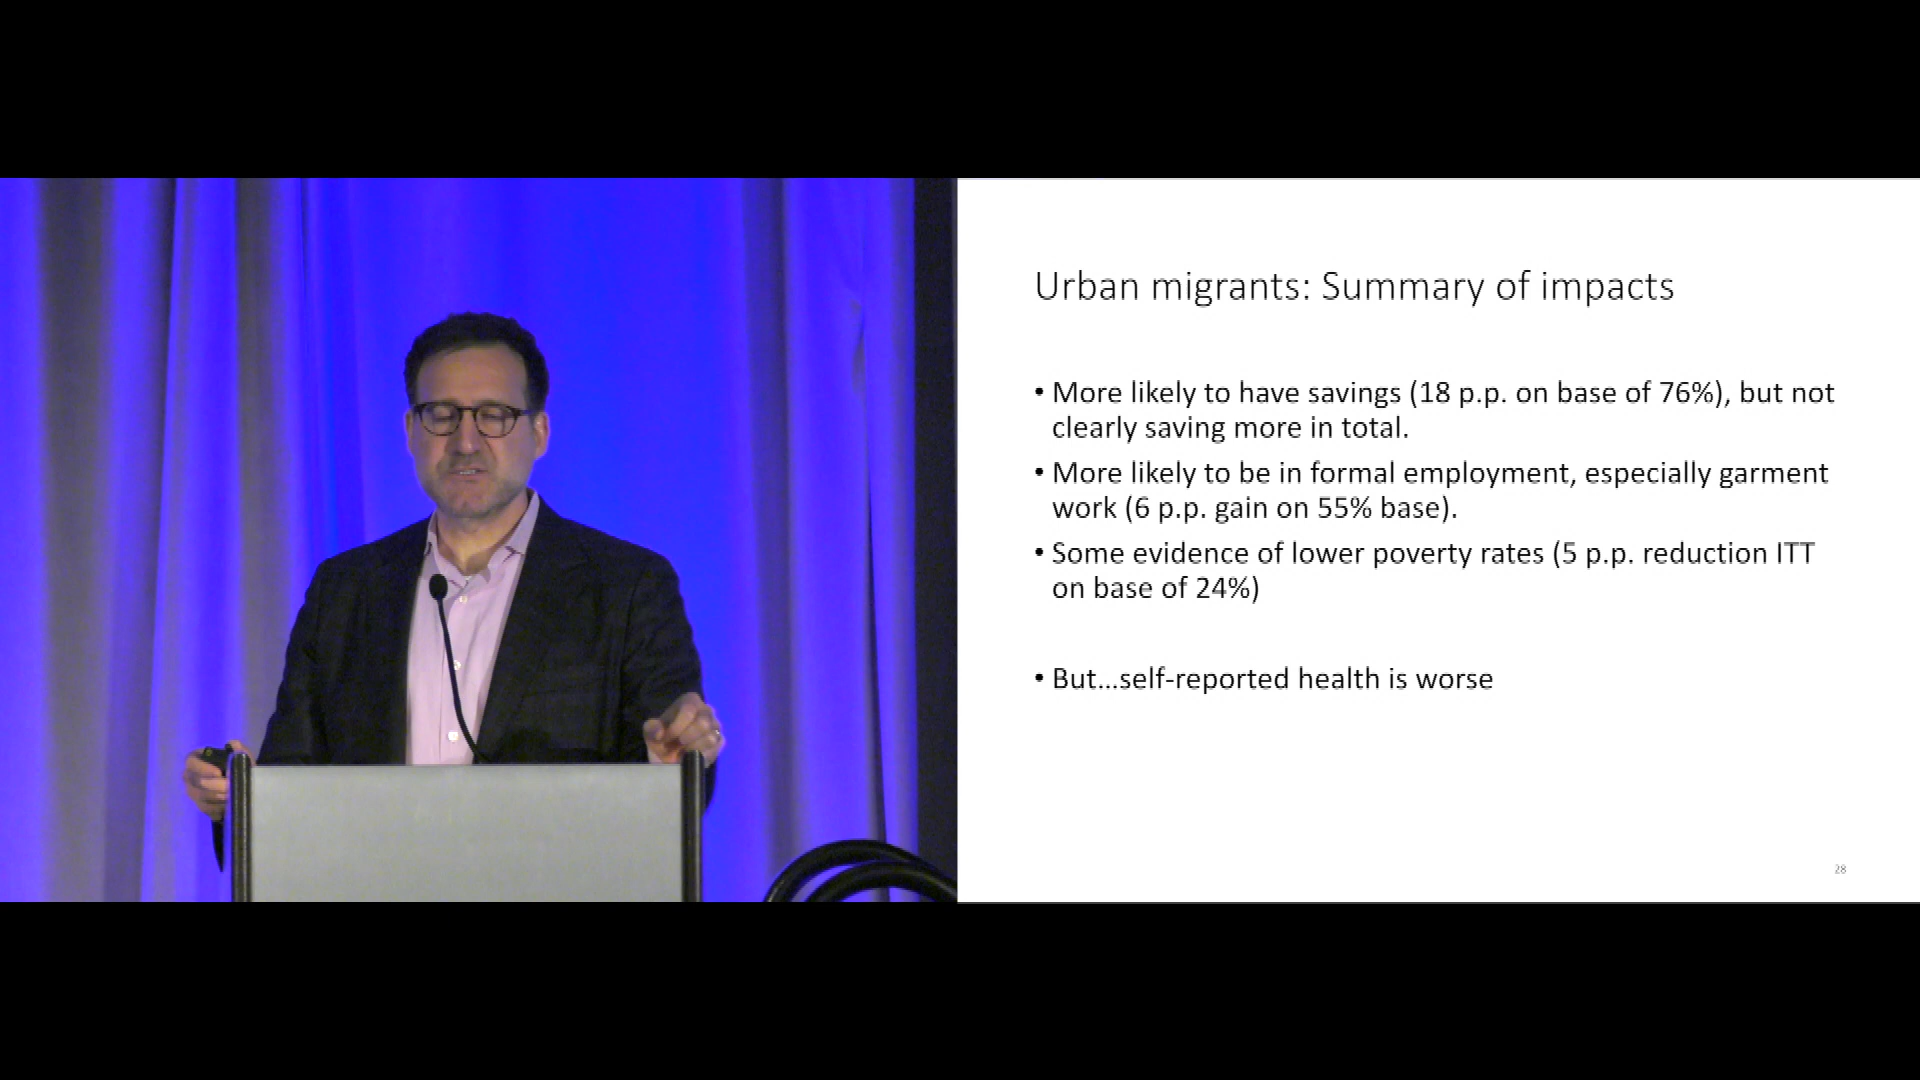 Urban migrants: Summary of impacts
• More likely to have savings (18 p.p. on base of 76%), but not
clearly saving more in total.
• More likely to be in formal employment, especially garment
work (6 p.p. gain on 55% base).
• Some evidence of lower poverty rates (5 p.p. reduction ITT
on base of 24%)
• But...self-reported health is worse
28